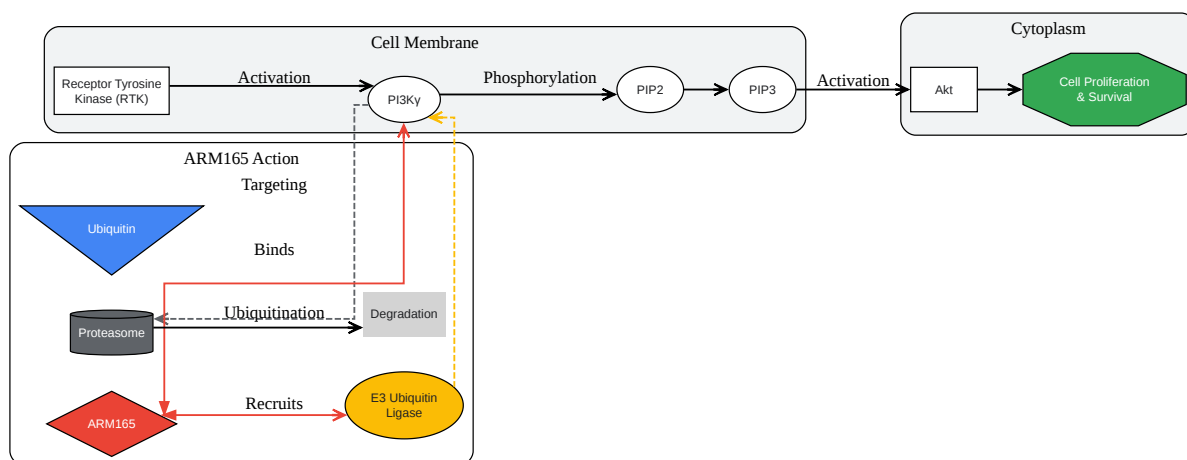 Cell Membrane
Cytoplasm
Receptor Tyrosine
Kinase (RTK)
Activation
PI3Kγ
Phosphorylation
PIP2
PIP3
Activation
Akt
Cell Proliferation
& Survival
ARM165 Action
Targeting
Ubiquitin
Binds
Proteasome
Ubiquitination
Degradation
ARM165
Recruits
E3 Ubiquitin
Ligase